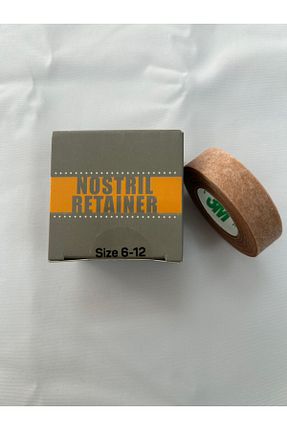 NOSTRIL
RETAINER
Size 6-12
3M